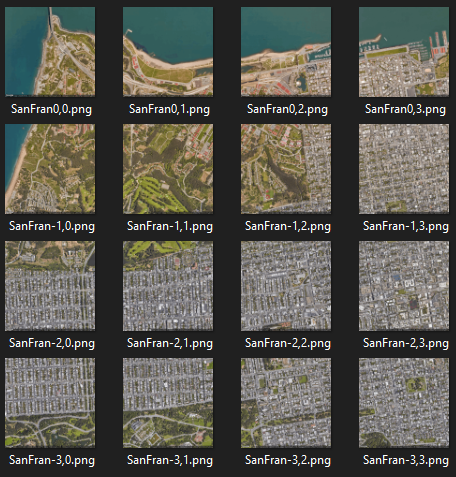 SanFran0,0.png
SanFran0,1.png
SanFran0,2.png
SanFran0,3.png
SanFran-1,0.png
SanFran-1,1.png
SanFran-1,2.png
SanFran-1,3.png
SanFran-2,0.png
SanFran-2,1.png
SanFran-2,2.png
SanFran-2,3.png
SanFran-3,0.png
SanFran-3,1.png
SanFran-3,2.png
SanFran-3,3.png